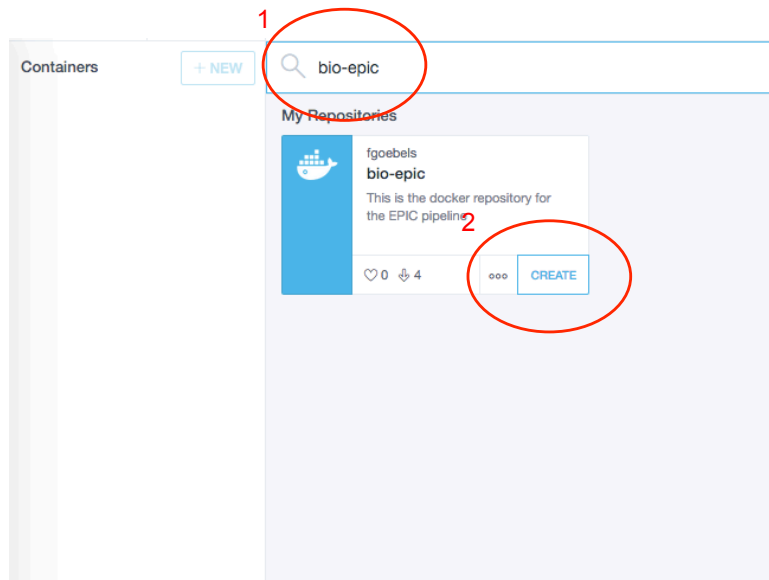 1
Containers
+ NEW
bio-epic
My Repositories
fgoebels
bio-epic
This is the docker repository for
the EPIC pipeline
2
0
4
CREATE